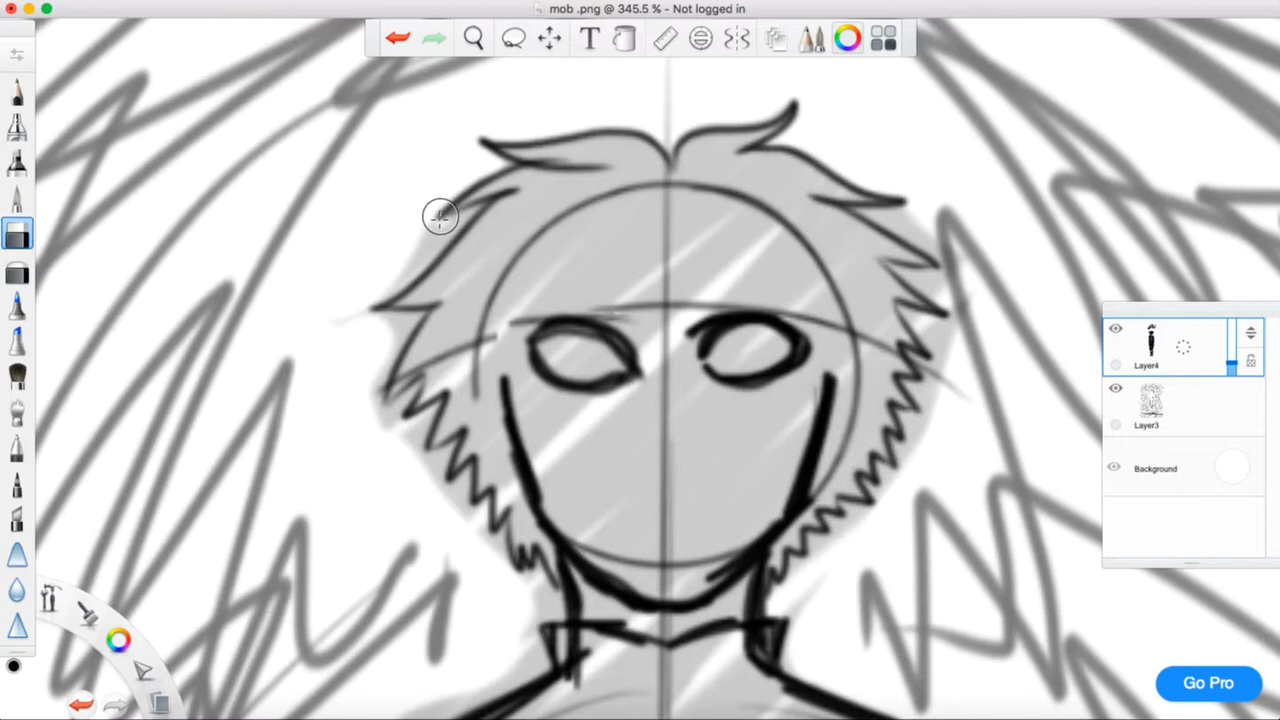 mob .png @ 345.5 % - Not logged in
T
Layer4
Layer3
Background
Go Pro